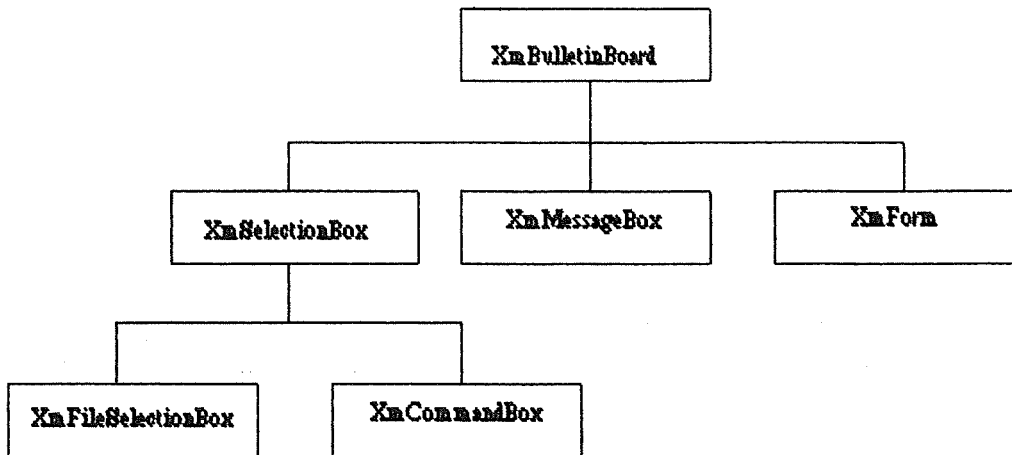 XmBulletinBoard
XmSelectionBox
XmMessageBox
XmForm
XmFileSelectionBox
XmCommandBox